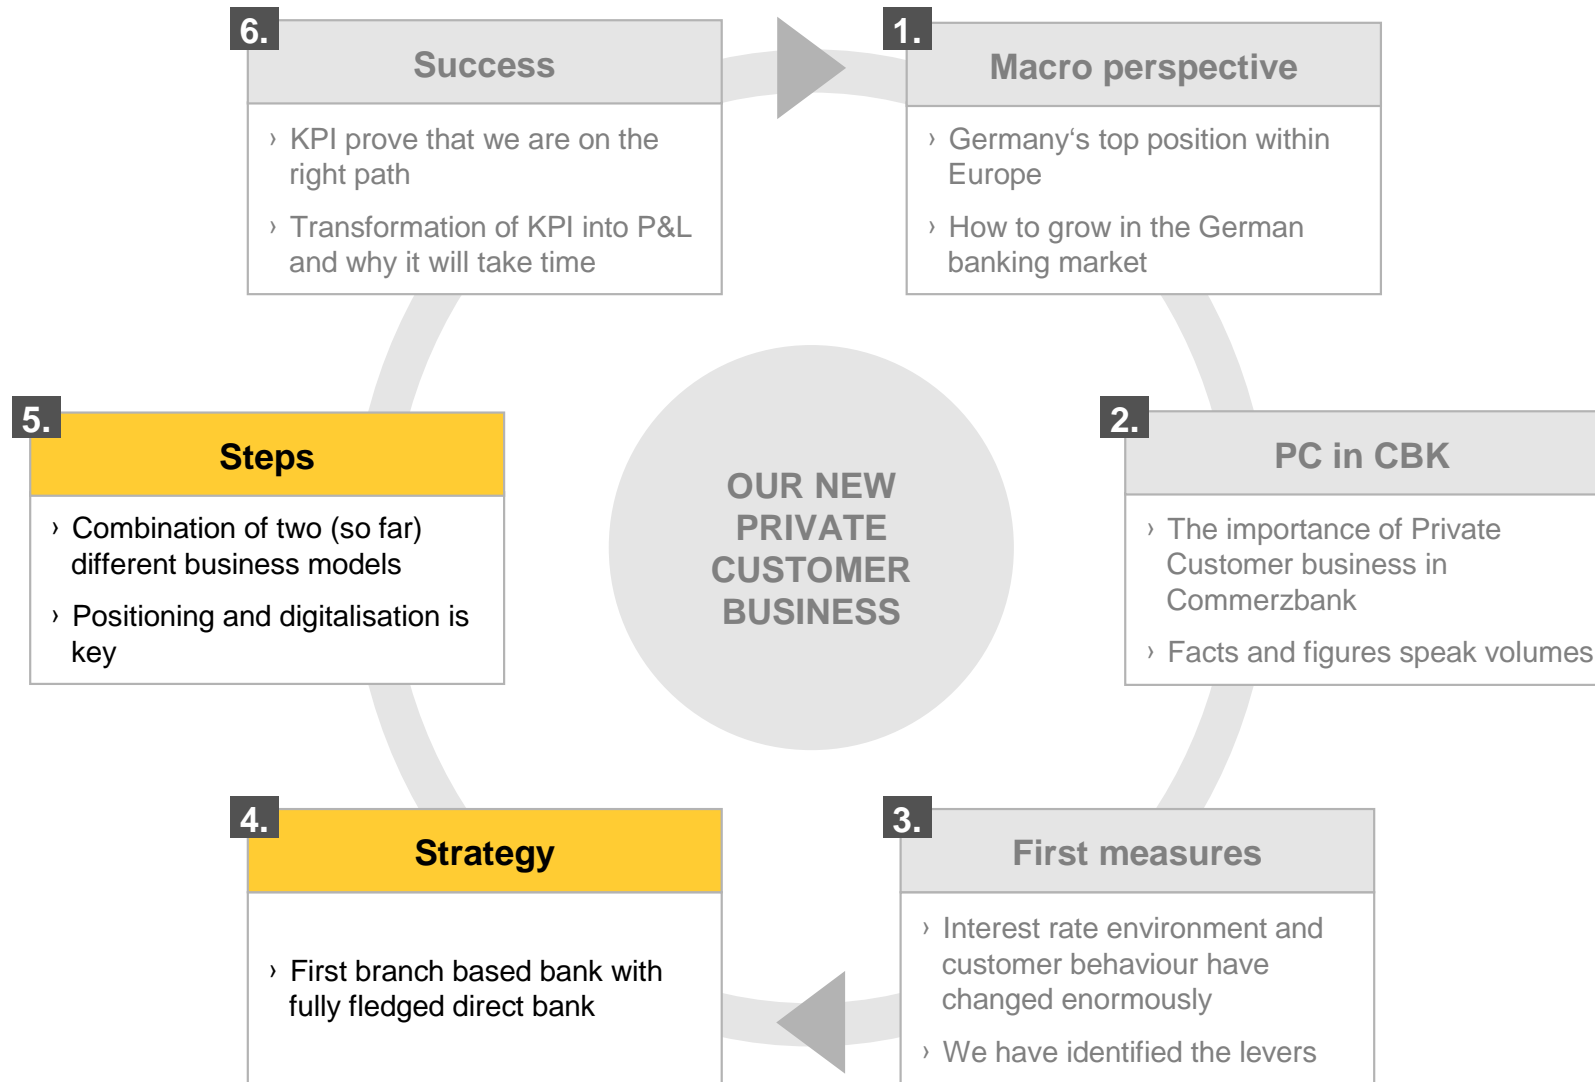 6.
Success
› KPI prove that we are on the
right path
› Transformation of KPI into P&L
and why it will take time
1.
Macro perspective
› Germany‘s top position within
Europe
› How to grow in the German
banking market
5.
Steps
› Combination of two (so far)
different business models
› Positioning and digitalisation is
key
OUR NEW
PRIVATE
CUSTOMER
BUSINESS
2.
PC in CBK
› The importance of Private
Customer business in
Commerzbank
› Facts and figures speak volumes
4.
Strategy
› First branch based bank with
fully fledged direct bank
3.
First measures
› Interest rate environment and
customer behaviour have
changed enormously
› We have identified the levers